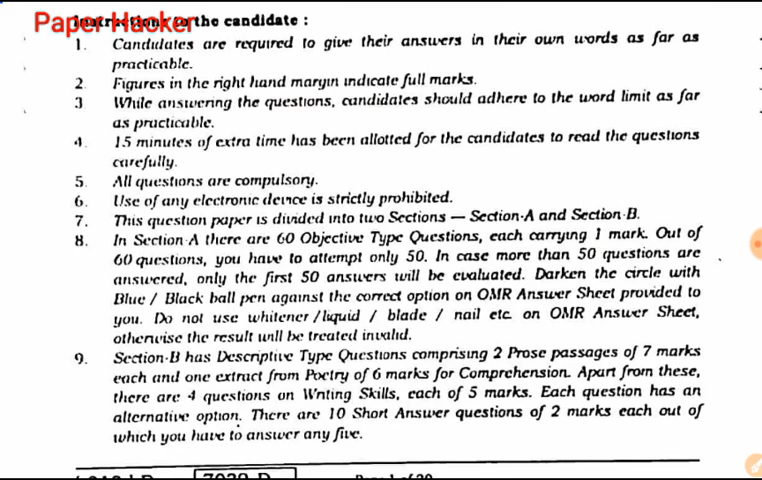 Paper Hacker
Instructions to the candidate :
1. Candidates are required to give their answers in their own words as far as
practicable.
2. Figures in the right hand margin indicate full marks.
3 While answering the questions, candidates should adhere to the word limit as far
as practicable.
4. 15 minutes of extra time has been allotted for the candidates to read the questions
carefully.
5. All questions are compulsory.
6. Use of any electronic device is strictly prohibited.
7. This question paper is divided into two Sections — Section-A and Section-B.
8. In Section-A there are 60 Objective Type Questions, each carrying 1 mark. Out of
60 questions, you have to attempt only 50. In case more than 50 questions are
answered, only the first 50 answers will be evaluated. Darken the circle with
Blue / Black ball pen against the correct option on OMR Answer Sheet provided to
you. Do not use whitener / liquid / blade / nail etc. on OMR Answer Sheet,
otherwise the result will be treated invalid.
9. Section-B has Descriptive Type Questions comprising 2 Prose passages of 7 marks
each and one extract from Poetry of 6 marks for Comprehension. Apart from these,
there are 4 questions on Writing Skills, each of 5 marks. Each question has an
alternative option. There are 10 Short Answer questions of 2 marks each out of
which you have to answer any five.